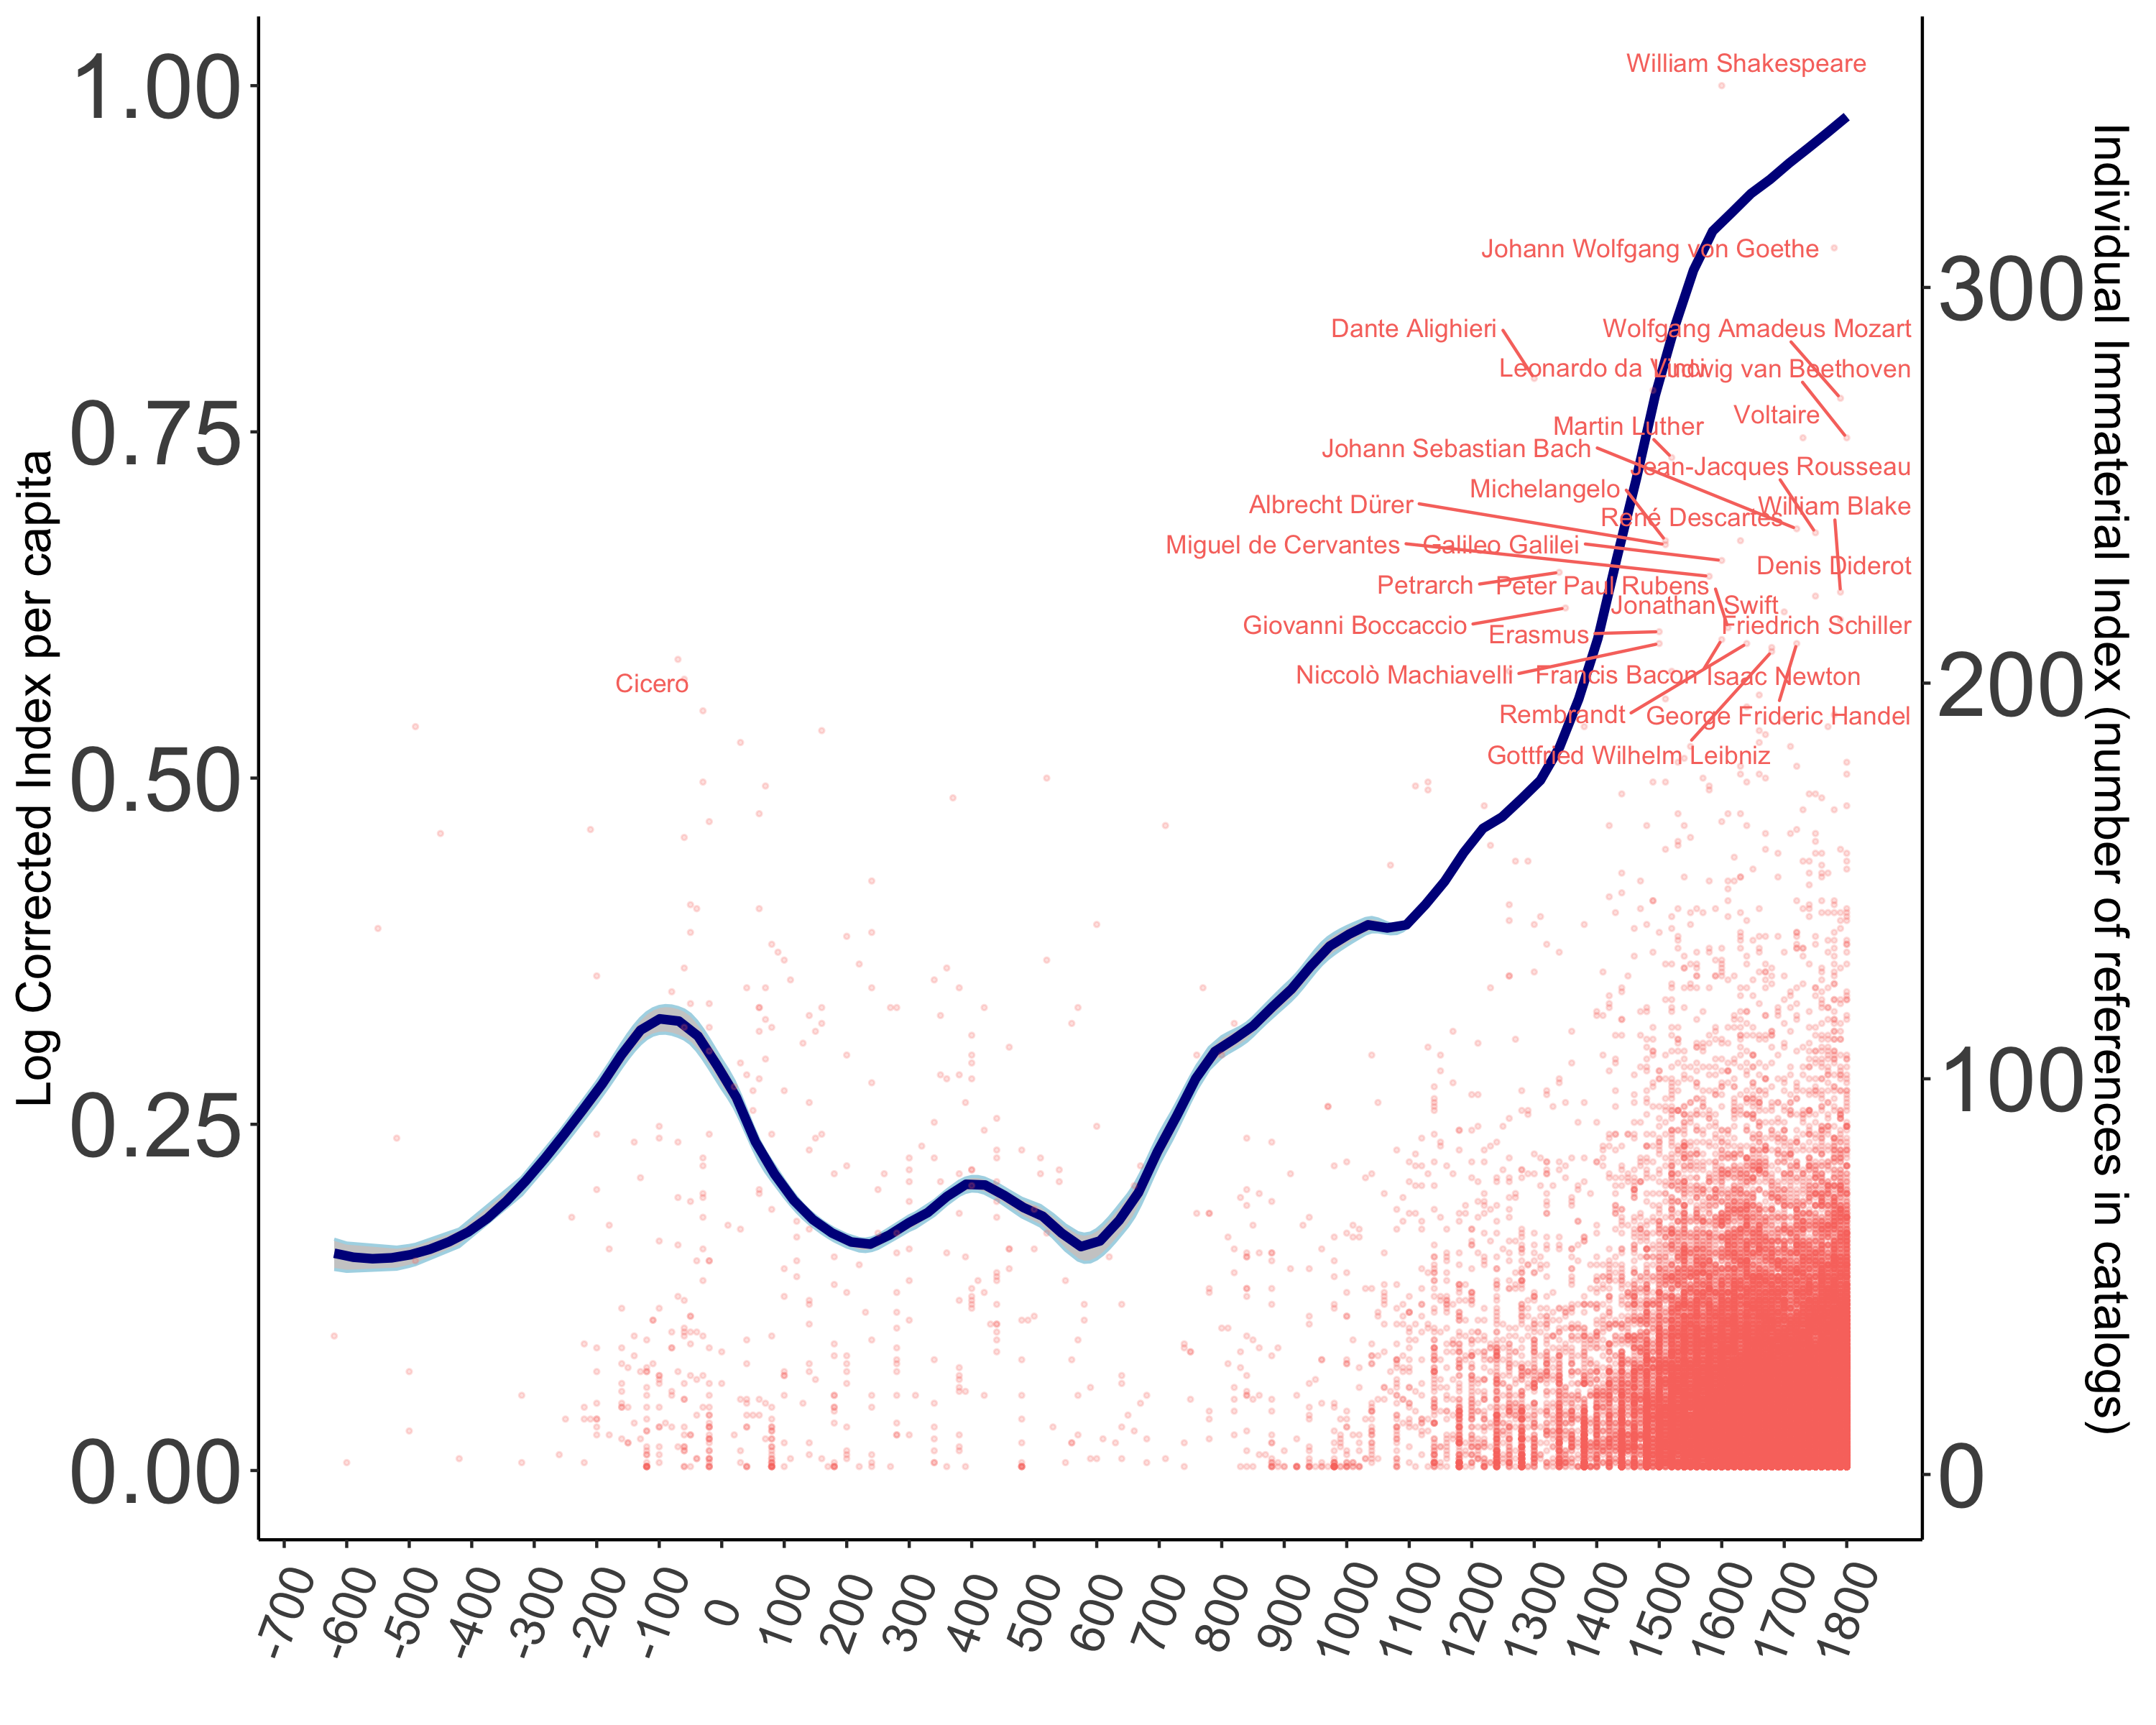 William Shakespeare
1.00
Johann Wolfgang von Goethe
300
Dante Alighieri
Wolfgang Amadeus Mozart
Leonardo da Vinci
Ludwig van Beethoven
Voltaire
0.75
Martin Luther
Johann Sebastian Bach
Jean-Jacques Rousseau
Michelangelo
Albrecht Dürer
William Blake
René Descartes
Miguel de Cervantes
Galileo Galilei
Denis Diderot
Petrarch
Peter Paul Rubens
Jonathan Swift
Giovanni Boccaccio
Erasmus
Friedrich Schiller
Cicero
Niccolò Machiavelli
Francis Bacon
Isaac Newton
200
Rembrandt
George Frideric Handel
Gottfried Wilhelm Leibniz
0.50
100
0.25
0.00
0
Log Corrected Index per capita
Individual Immaterial Index (number of references in catalogs)
-700
-600
-500
-400
-300
-200
-100
0
100
200
300
400
500
600
700
800
900
1000
1100
1200
1300
1400
1500
1600
1700
1800